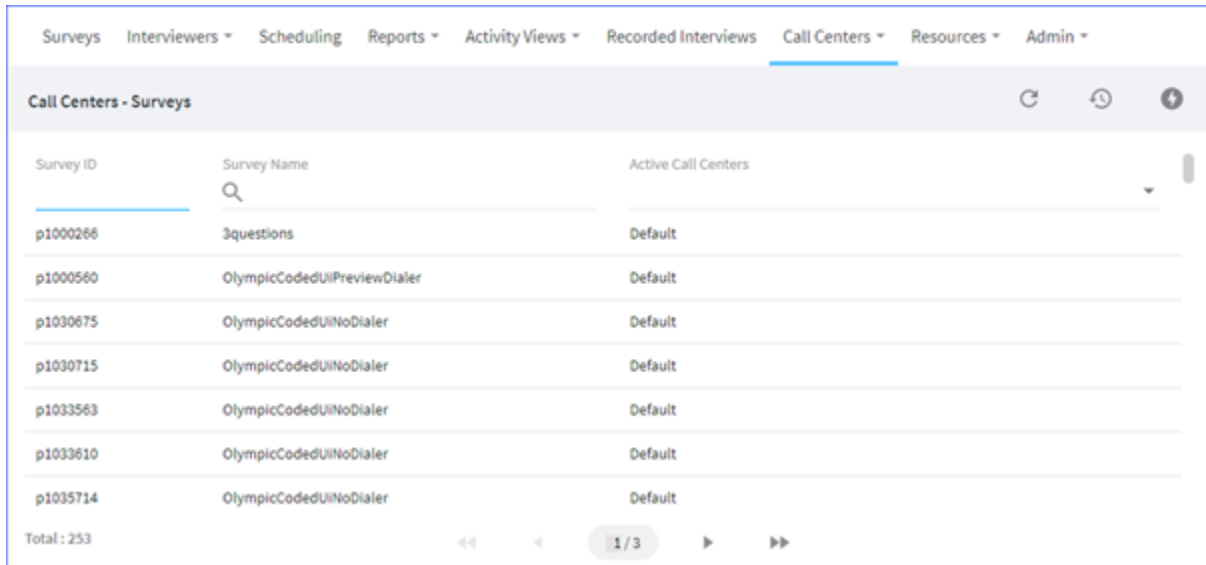 Surveys Interviewers Scheduling Reports Activity Views Recorded Interviews Call Centers Resources Admin
Call Centers - Surveys
Survey ID Survey Name Active Call Centers
p1000266 3questions Default
p1000560 OlympicCodedUiPreviewDialer Default
p1030675 OlympicCodedUiNoDialer Default
p1030715 OlympicCodedUiNoDialer Default
p1033563 OlympicCodedUiNoDialer Default
p1033610 OlympicCodedUiNoDialer Default
p1035714 OlympicCodedUiNoDialer Default
Total : 253 1 / 3